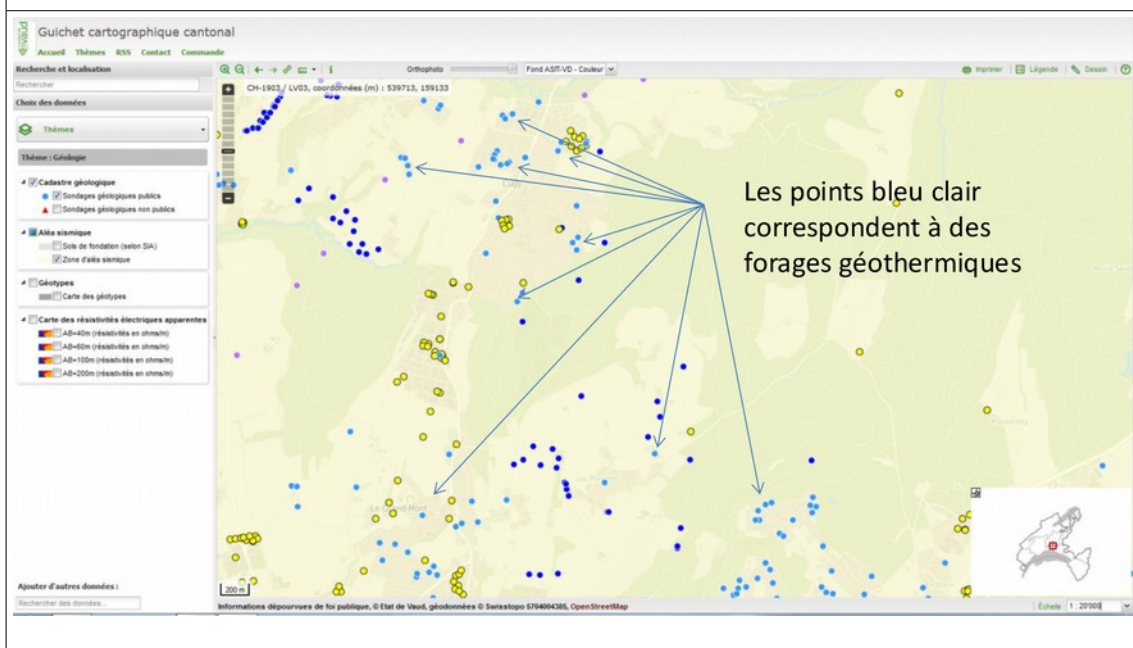 vaud
Guichet cartographique cantonal
Accueil Thèmes RSS Contact Commande
Recherche et localisation
Rechercher
Choix des données
Thèmes
Thème : Géologie
Cadastre géologique
Sondages géologiques publics
Sondages géologiques non publics
Aléa sismique
Sols de fondation (selon SIA)
Zone d'aléa sismique
Géotypes
Carte des géotypes
Carte des résistivités électriques apparentes
AB=40m (résistivités en ohms/m)
AB=60m (résistivités en ohms/m)
AB=100m (résistivités en ohms/m)
AB=200m (résistivités en ohms/m)
Ajouter d'autres données :
Rechercher des données...
Orthophoto
Fond ASIT-VD - Couleur
Imprimer
Légende
Dessin
CH-1903 / LV03, coordonnées (m) : 539713, 159133
Cugy
Le Grand-Mont
Les points bleu clair
correspondent à des
forages géothermiques
200 m
Informations dépourvues de foi publique, © Etat de Vaud, géodonnées © Swisstopo 5704004385, OpenStreetMap
Échelle 1 : 20'000